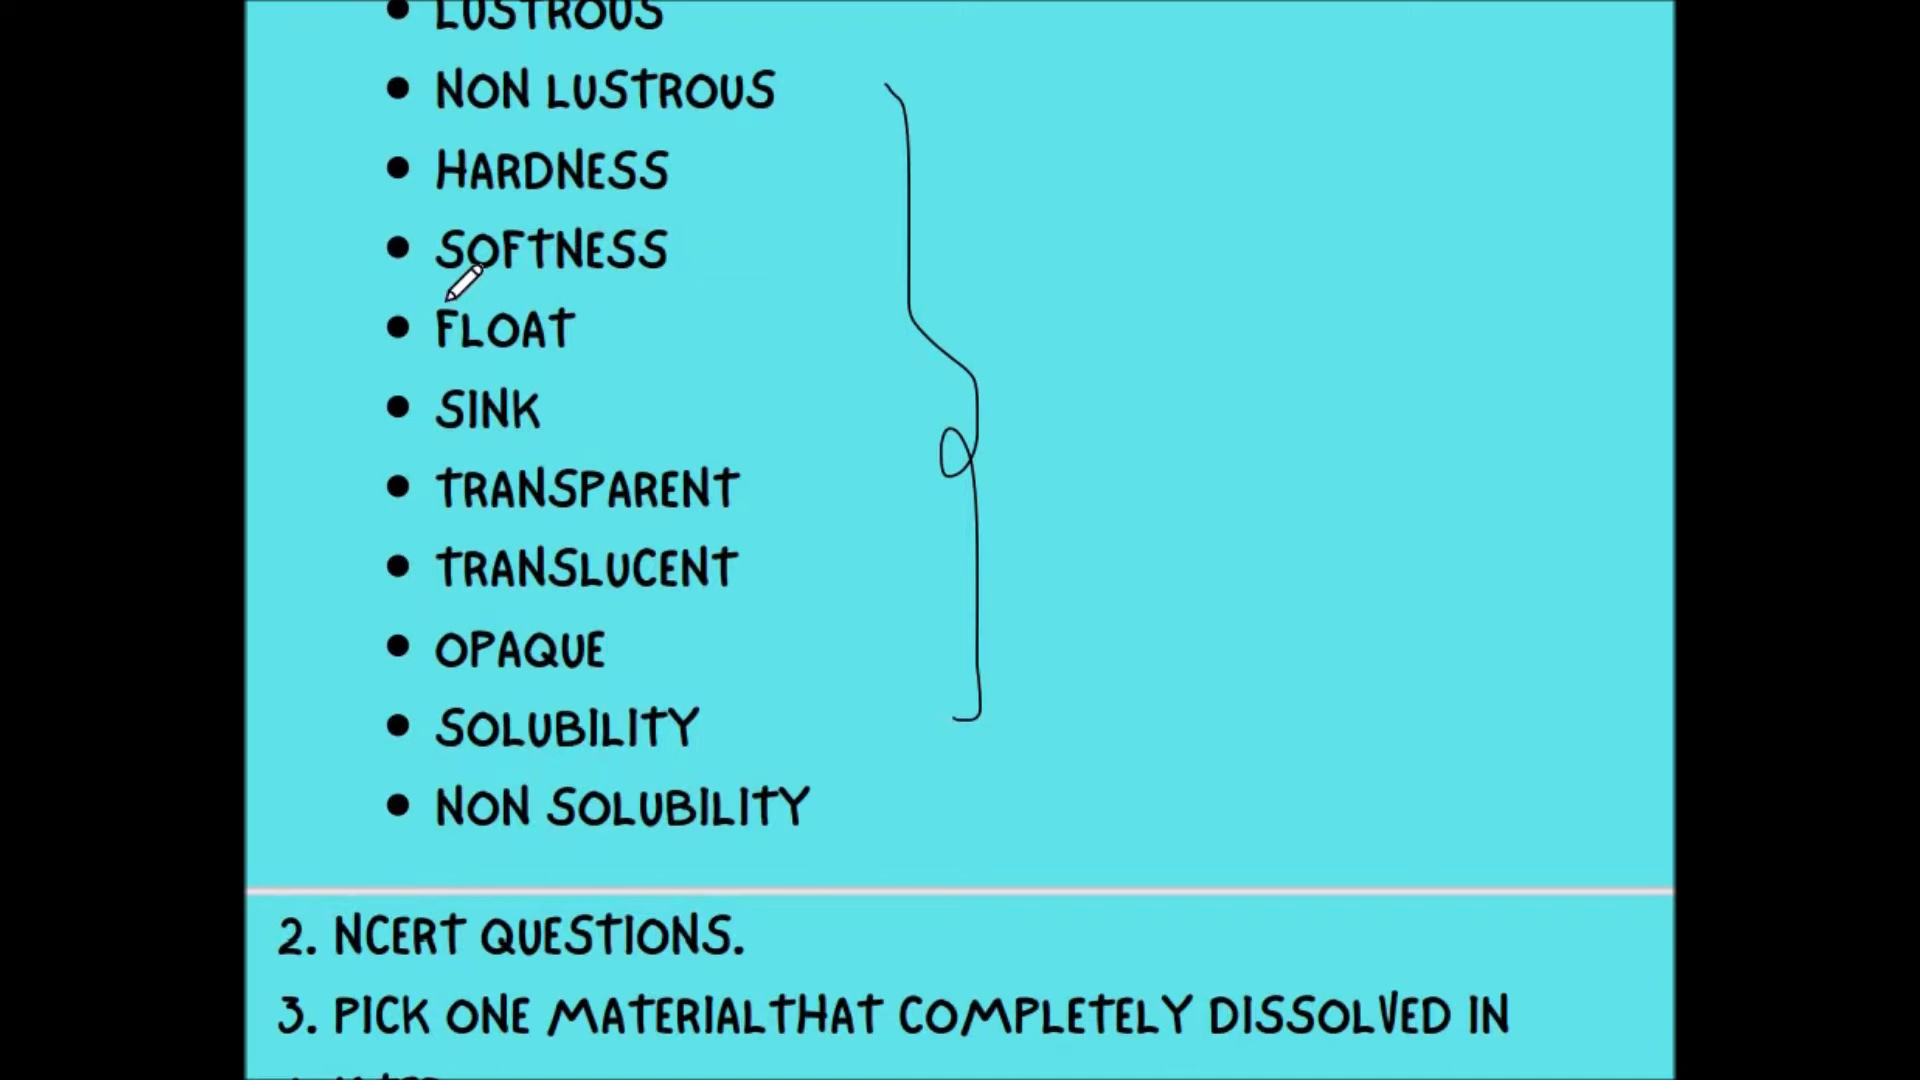 • LUSTROUS
• NON LUSTROUS
• HARDNESS
• SOFTNESS
• FLOAT
• SINK
• TRANSPARENT
• TRANSLUCENT
• OPAQUE
• SOLUBILITY
• NON SOLUBILITY
2. NCERT QUESTIONS.
3. PICK ONE MATERIALTHAT COMPLETELY DISSOLVED IN